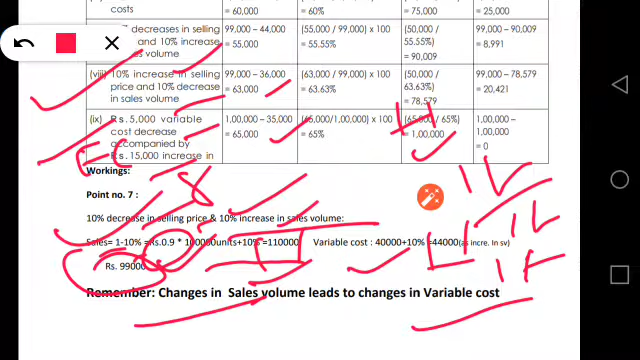 costs = 60,000 = 60% = 75,000 = 25,000
decreases in selling 99,000 – 44,000 (55,000 / 99,000) x 100 (50,000 / 99,000 – 90,009
and 10% increase = 55,000 = 55.55% 55.55%) = 8,991
volume = 90,009
(viii) 10% increase in selling 99,000 – 36,000 (63,000 / 99,000) x 100 (50,000 / 99,000 – 78,579
price and 10% decrease = 63,000 = 63.63% 63.63%) = 20,421
in sales volume = 78,579
(ix) Rs. 5,000 variable 1,00,000 – 35,000 (65,000/1,00,000) x 100 (65,000 / 65%) 1,00,000 –
cost decrease = 65,000 = 65% = 1,00,000 1,00,000
accompanied by = 0
Rs. 15,000 increase in
Workings:
Point no. 7 :
10% decrease in selling price & 10% increase in sales volume:
Sales= 1-10% =Rs.0.9 * +10% =110000 Variable cost : 40000+10% =44000(as incre. In sv)
Rs. 99000
Remember: Changes in Sales volume leads to changes in Variable cost